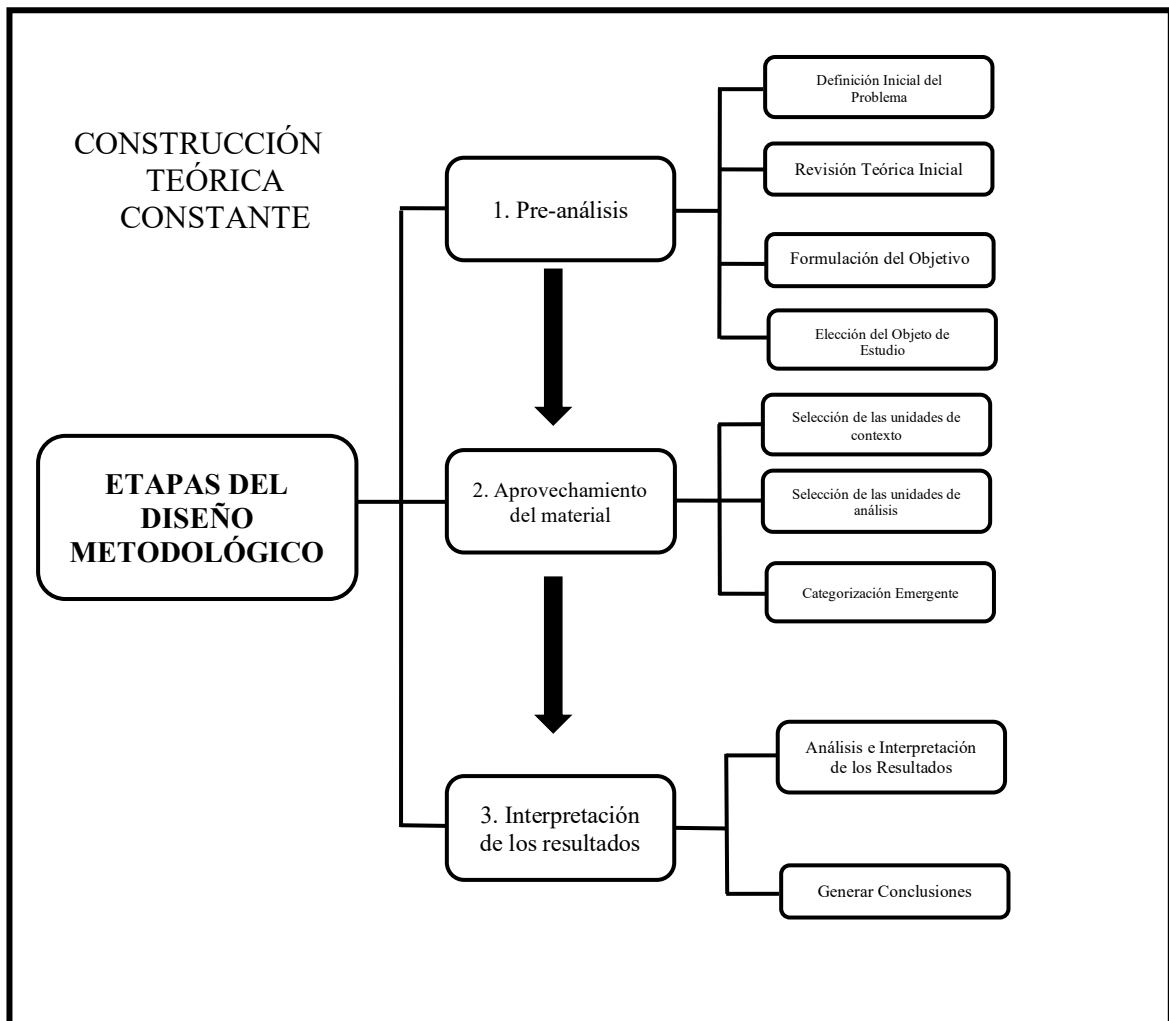 CONSTRUCCIÓN
TEÓRICA
CONSTANTE
ETAPAS DEL
DISEÑO
METODOLÓGICO
1. Pre-análisis
Definición Inicial del
Problema
Revisión Teórica Inicial
Formulación del Objetivo
Elección del Objeto de
Estudio
2. Aprovechamiento
del material
Selección de las unidades de
contexto
Selección de las unidades de
análisis
Categorización Emergente
3. Interpretación
de los resultados
Análisis e Interpretación
de los Resultados
Generar Conclusiones